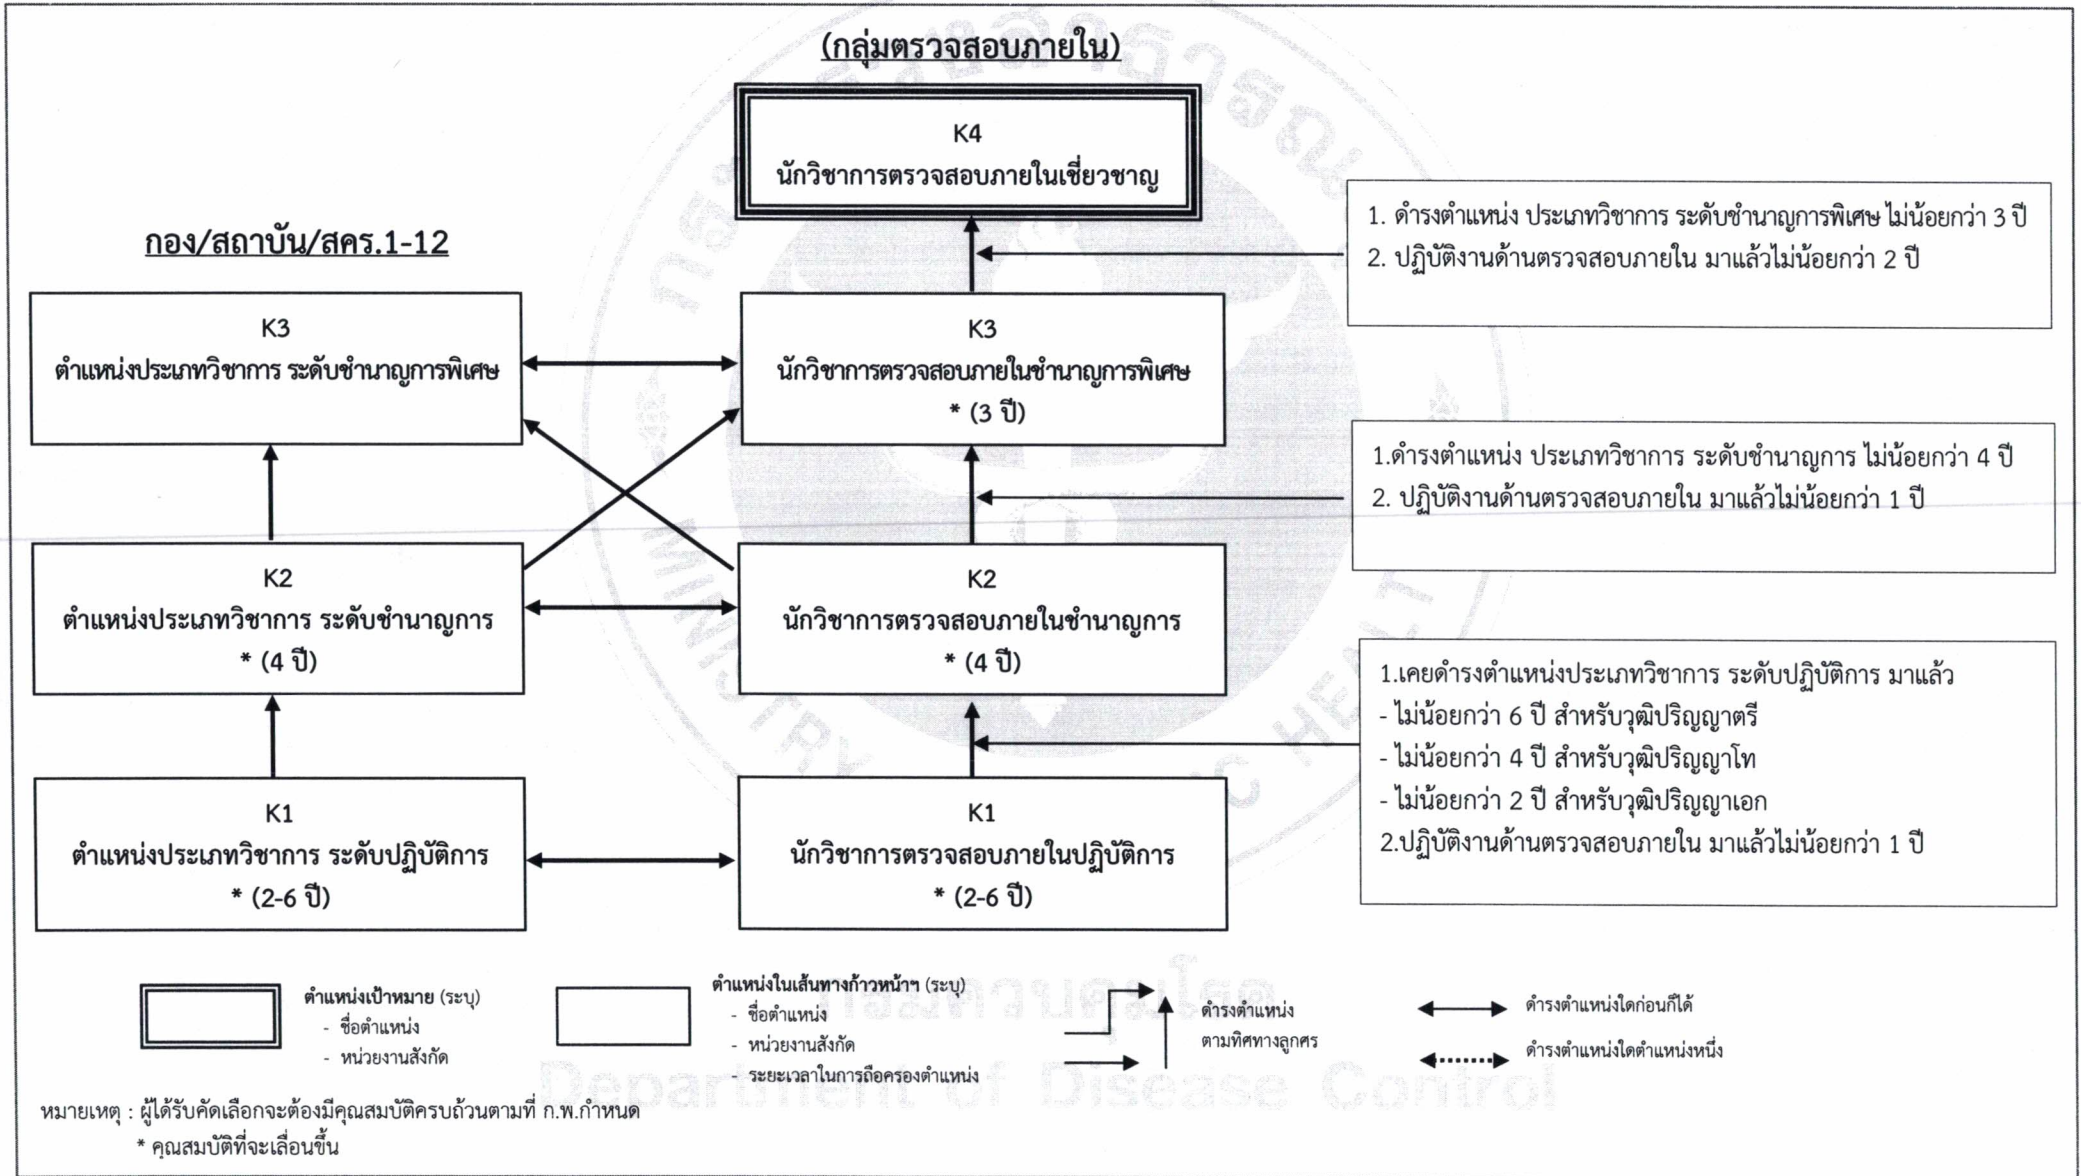 (กลุ่มตรวจสอบภายใน)
K4
นักวิชาการตรวจสอบภายในเชี่ยวชาญ
1. ดำรงตำแหน่ง ประเภทวิชาการ ระดับชำนาญการพิเศษ ไม่น้อยกว่า 3 ปี
2. ปฏิบัติงานด้านตรวจสอบภายใน มาแล้วไม่น้อยกว่า 2 ปี
กอง/สถาบัน/สคร.1-12
K3
ตำแหน่งประเภทวิชาการ ระดับชำนาญการพิเศษ
K3
นักวิชาการตรวจสอบภายในชำนาญการพิเศษ
* (3 ปี)
1.ดำรงตำแหน่ง ประเภทวิชาการ ระดับชำนาญการ ไม่น้อยกว่า 4 ปี
2. ปฏิบัติงานด้านตรวจสอบภายใน มาแล้วไม่น้อยกว่า 1 ปี
K2
ตำแหน่งประเภทวิชาการ ระดับชำนาญการ
* (4 ปี)
K2
นักวิชาการตรวจสอบภายในชำนาญการ
* (4 ปี)
1.เคยดำรงตำแหน่งประเภทวิชาการ ระดับปฏิบัติการ มาแล้ว
- ไม่น้อยกว่า 6 ปี สำหรับวุฒิปริญญาตรี
- ไม่น้อยกว่า 4 ปี สำหรับวุฒิปริญญาโท
- ไม่น้อยกว่า 2 ปี สำหรับวุฒิปริญญาเอก
2.ปฏิบัติงานด้านตรวจสอบภายใน มาแล้วไม่น้อยกว่า 1 ปี
K1
ตำแหน่งประเภทวิชาการ ระดับปฏิบัติการ
* (2-6 ปี)
K1
นักวิชาการตรวจสอบภายในปฏิบัติการ
* (2-6 ปี)
ตำแหน่งเป้าหมาย (ระบุ)
- ชื่อตำแหน่ง
- หน่วยงานสังกัด
ตำแหน่งในเส้นทางก้าวหน้าฯ (ระบุ)
- ชื่อตำแหน่ง
- หน่วยงานสังกัด
- ระยะเวลาในการถือครองตำแหน่ง
ดำรงตำแหน่ง
ตามทิศทางลูกศร
ดำรงตำแหน่งใดก่อนก็ได้
ดำรงตำแหน่งใดตำแหน่งหนึ่ง
กรมควบคุมโรค
Department of Disease Control
หมายเหตุ : ผู้ได้รับคัดเลือกจะต้องมีคุณสมบัติครบถ้วนตามที่ ก.พ.กำหนด
* คุณสมบัติที่จะเลื่อนขึ้น